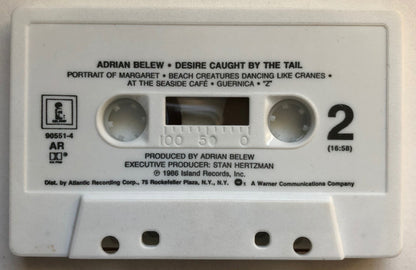 ADRIAN BELEW • DESIRE CAUGHT BY THE TAIL
PORTRAIT OF MARGARET • BEACH CREATURES DANCING LIKE CRANES •
AT THE SEASIDE CAFÉ • GUERNICA • "Z"
90551-4
AR
2
(16:58)
100 50 0
PRODUCED BY ADRIAN BELEW
EXECUTIVE PRODUCER: STAN HERTZMAN
℗ 1986 Island Records, Inc.
Dist. by Atlantic Recording Corp., 75 Rockefeller Plaza, N.Y., N.Y. A Warner Communications Company